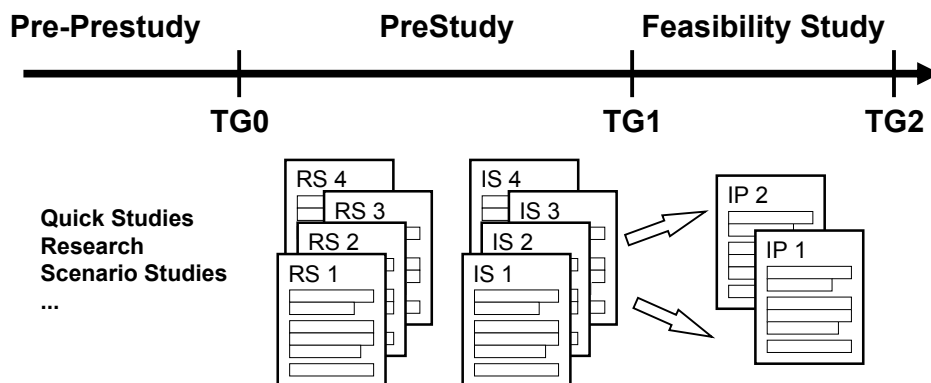 Pre-Prestudy PreStudy Feasibility Study
TG0 TG1 TG2
Quick Studies
Research
Scenario Studies
...
RS 4
RS 3
RS 2
RS 1
IS 4
IS 3
IS 2
IS 1
IP 2
IP 1